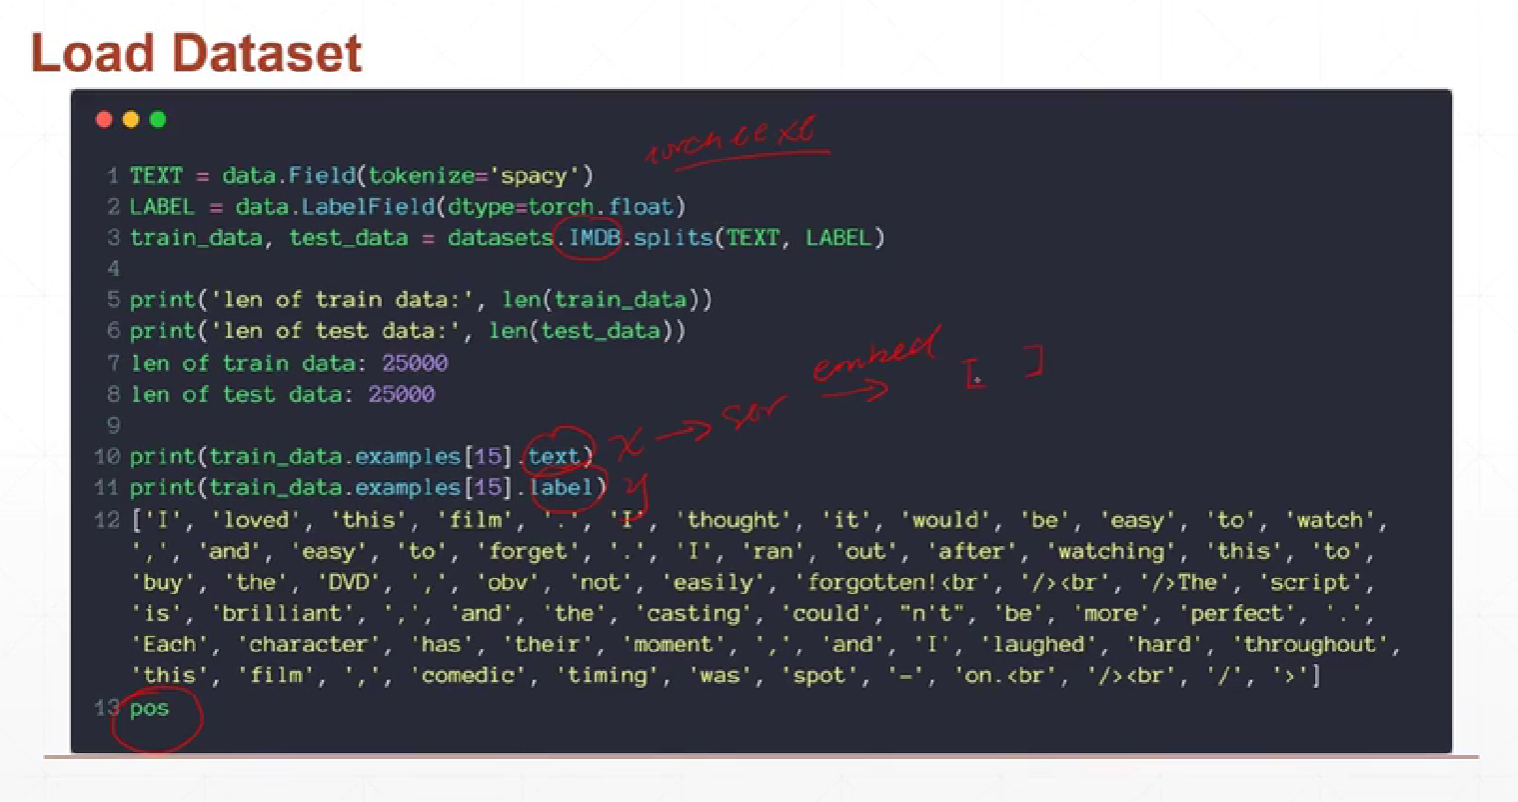 Load Dataset
torchtext
1 TEXT = data.Field(tokenize='spacy')
2 LABEL = data.LabelField(dtype=torch.float)
3 train_data, test_data = datasets.IMDB.splits(TEXT, LABEL)
4
5 print('len of train data:', len(train_data))
6 print('len of test data:', len(test_data))
7 len of train data: 25000
8 len of test data: 25000
embed [ ]
9
10 print(train_data.examples[15].text) x →
11 print(train_data.examples[15].label) y
12 ['I', 'loved', 'this', 'film', '.', 'I', 'thought', 'it', 'would', 'be', 'easy', 'to', 'watch',
',', 'and', 'easy', 'to', 'forget', '.', 'I', 'ran', 'out', 'after', 'watching', 'this', 'to',
'buy', 'the', 'DVD', ',', 'obv', 'not', 'easily', 'forgotten!<br', '/><br', '/>The', 'script',
'is', 'brilliant', ',', 'and', 'the', 'casting', 'could', "n't", 'be', 'more', 'perfect', '.',
'Each', 'character', 'has', 'their', 'moment', ',', 'and', 'I', 'laughed', 'hard', 'throughout',
'this', 'film', ',', 'comedic', 'timing', 'was', 'spot', '-', 'on.<br', '/><br', '/', '>']
13 pos